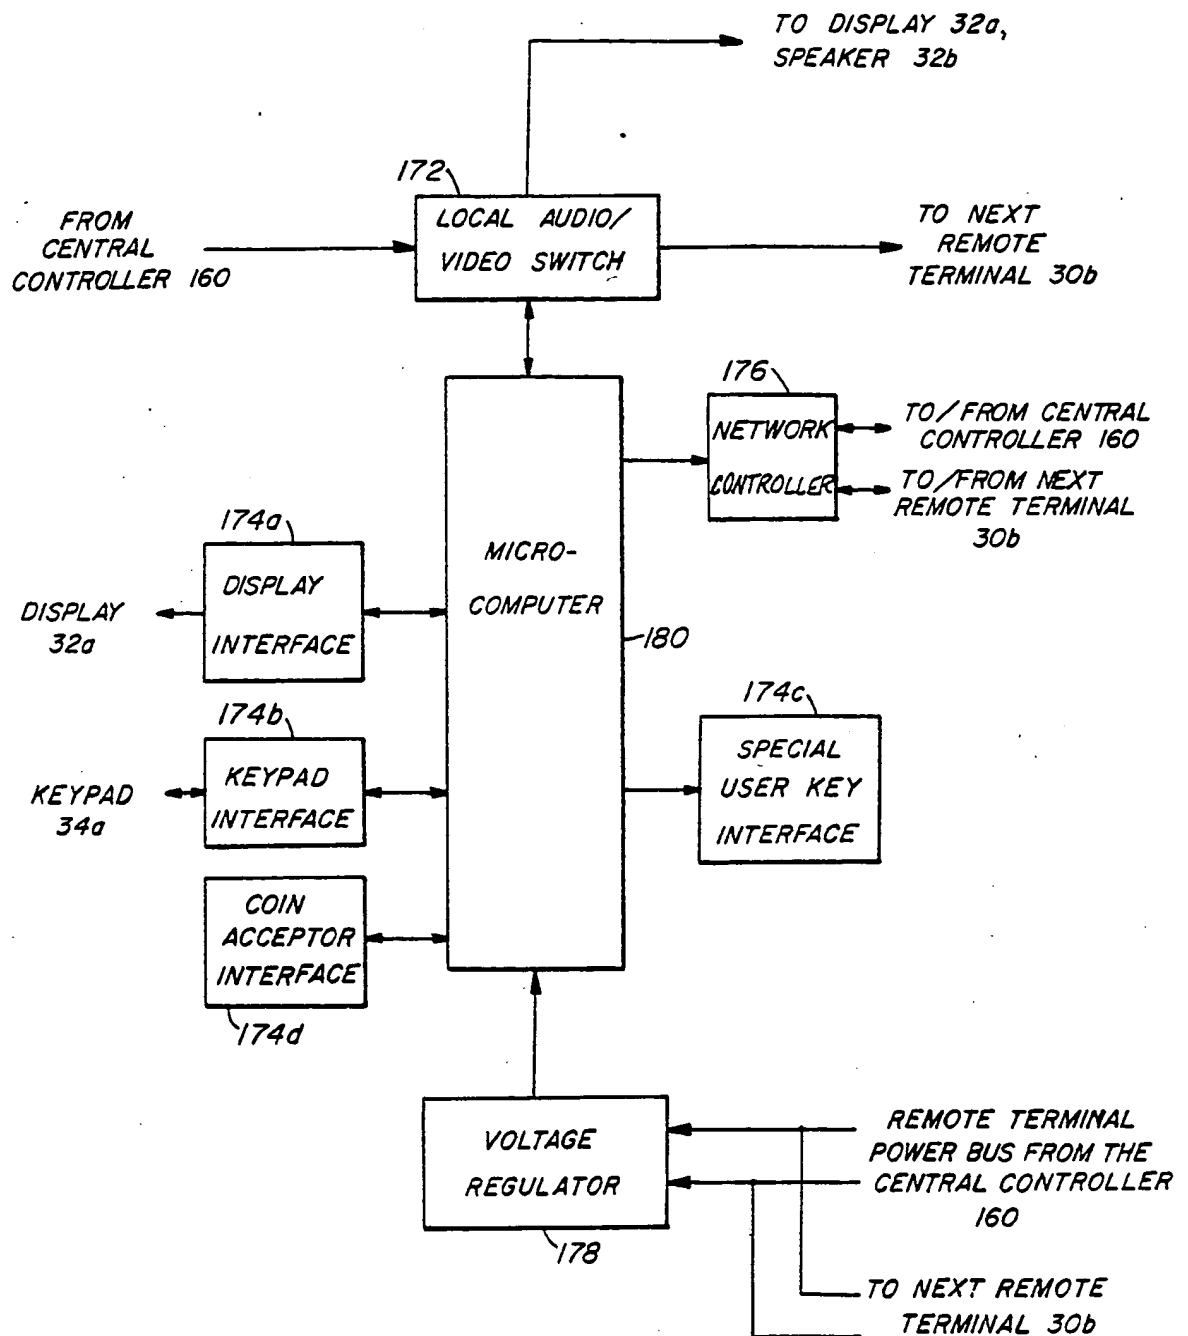 TO DISPLAY 32a,
SPEAKER 32b
172
FROM
CENTRAL
CONTROLLER 160
LOCAL AUDIO/
VIDEO SWITCH
TO NEXT
REMOTE
TERMINAL 30b
176
NETWORK
CONTROLLER
TO/FROM CENTRAL
CONTROLLER 160
TO/FROM NEXT
REMOTE TERMINAL
30b
174a
DISPLAY
INTERFACE
DISPLAY
32a
MICRO-
COMPUTER
180
174b
KEYPAD
INTERFACE
KEYPAD
34a
174c
SPECIAL
USER KEY
INTERFACE
COIN
ACCEPTOR
INTERFACE
174d
VOLTAGE
REGULATOR
178
REMOTE TERMINAL
POWER BUS FROM THE
CENTRAL CONTROLLER
160
TO NEXT REMOTE
TERMINAL 30b